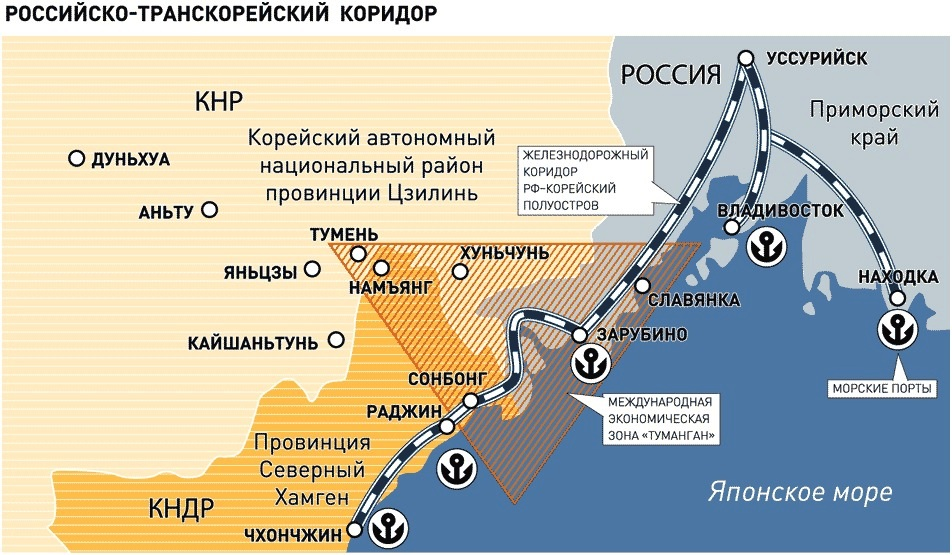 РОССИЙСКО-ТРАНСКОРЕЙСКИЙ КОРИДОР
УССУРИЙСК
РОССИЯ
КНР
Приморский
край
Корейский автономный
национальный район
провинции Цзилинь
ДУНЬХУА
ЖЕЛЕЗНОДОРОЖНЫЙ
КОРИДОР
РФ–КОРЕЙСКИЙ
ПОЛУОСТРОВ
АНЬТУ
ВЛАДИВОСТОК
ТУМЕНЬ
ХУНЬЧУНЬ
ЯНЬЦЗЫ
НАМЪЯНГ
НАХОДКА
СЛАВЯНКА
ЗАРУБИНО
КАЙШАНЬТУНЬ
СОНБОНГ
МОРСКИЕ ПОРТЫ
РАДЖИН
МЕЖДУНАРОДНАЯ
ЭКОНОМИЧЕСКАЯ
ЗОНА «ТУМАНГАН»
Провинция
Северный
Хамген
Японское море
КНДР
ЧХОНЧЖИН